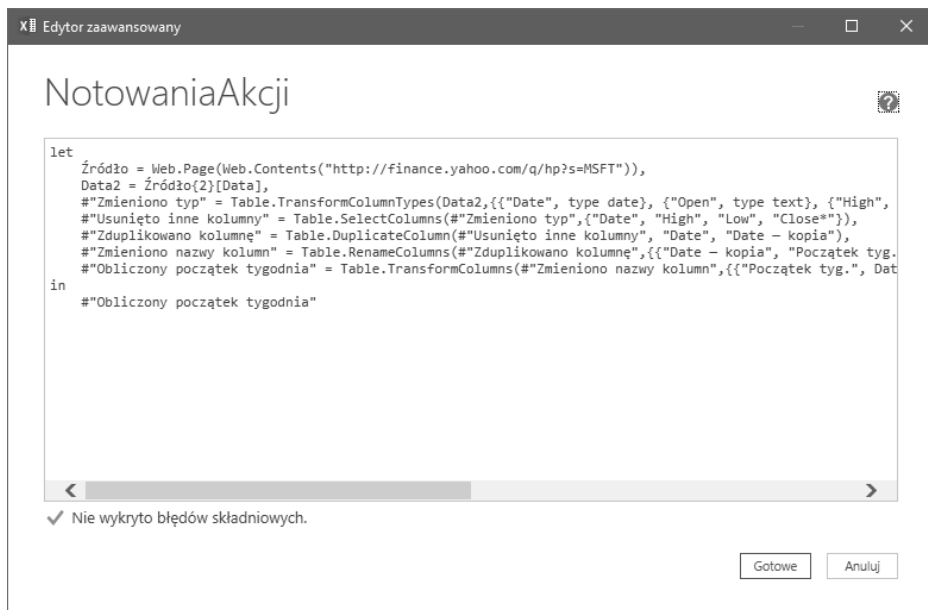 Edytor zaawansowany
NotowaniaAkcji
let
Źródło = Web.Page(Web.Contents("http://finance.yahoo.com/q/hp?s=MSFT")),
Data2 = Źródło{2}[Data],
#"Zmieniono typ" = Table.TransformColumnTypes(Data2,{{"Date", type date}, {"Open", type text}, {"High",
#"Usunięto inne kolumny" = Table.SelectColumns(#"Zmieniono typ",{"Date", "High", "Low", "Close*"}),
#"Zduplikowano kolumnę" = Table.DuplicateColumn(#"Usunięto inne kolumny", "Date", "Date — kopia"),
#"Zmieniono nazwy kolumn" = Table.RenameColumns(#"Zduplikowano kolumnę",{{"Date — kopia", "Początek tyg.
#"Obliczony początek tygodnia" = Table.TransformColumns(#"Zmieniono nazwy kolumn",{{"Początek tyg.", Dat
in
#"Obliczony początek tygodnia"
Nie wykryto błędów składniowych.
Gotowe Anuluj